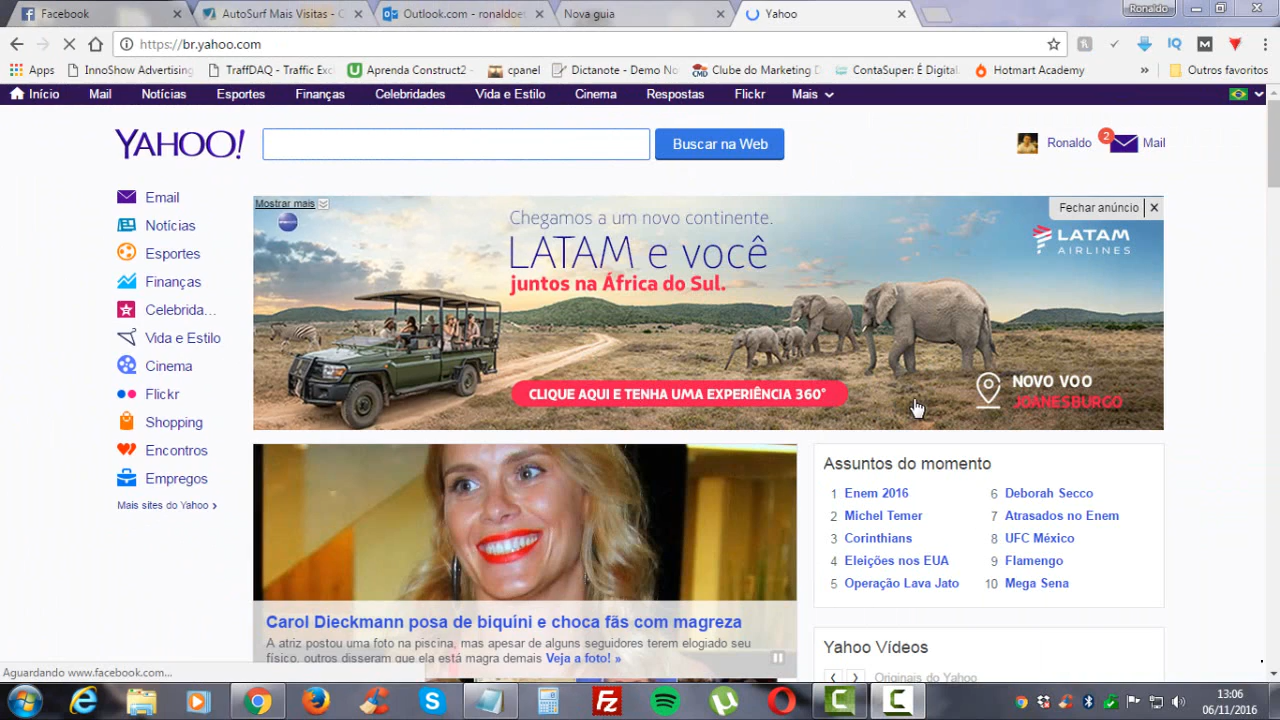 Facebook
AutoSurf Mais Visitas - C
Outlook.com - ronaldoes
Nova guia
Yahoo
Ronaldo
https://br.yahoo.com
Apps
InnoShow Advertising
TraffDAQ - Traffic Exc
Aprenda Construct2 -
cpanel
Dictanote - Demo No
Clube do Marketing D
ContaSuper: É Digital.
Hotmart Academy
»
Outros favoritos
Início
Mail
Notícias
Esportes
Finanças
Celebridades
Vida e Estilo
Cinema
Respostas
Flickr
Mais
YAHOO!
Buscar na Web
Ronaldo
2
Mail
Email
Notícias
Esportes
Finanças
Celebrida...
Vida e Estilo
Cinema
Flickr
Shopping
Encontros
Empregos
Mais sites do Yahoo ›
Mostrar mais
Fechar anúncio
Chegamos a um novo continente.
LATAM e você
juntos na África do Sul.
LATAM
AIRLINES
CLIQUE AQUI E TENHA UMA EXPERIÊNCIA 360°
NOVO VOO
JOANESBURGO
Carol Dieckmann posa de biquíni e choca fãs com magreza
A atriz postou uma foto na piscina, mas apesar de alguns seguidores terem elogiado seu
físico, outros disseram que ela está magra demais Veja a foto! »
Assuntos do momento
1 Enem 2016
2 Michel Temer
3 Corinthians
4 Eleições nos EUA
5 Operação Lava Jato
6 Deborah Secco
7 Atrasados no Enem
8 UFC México
9 Flamengo
10 Mega Sena
Yahoo Vídeos
Originais do Yahoo
Aguardando www.facebook.com...
13:06
06/11/2016